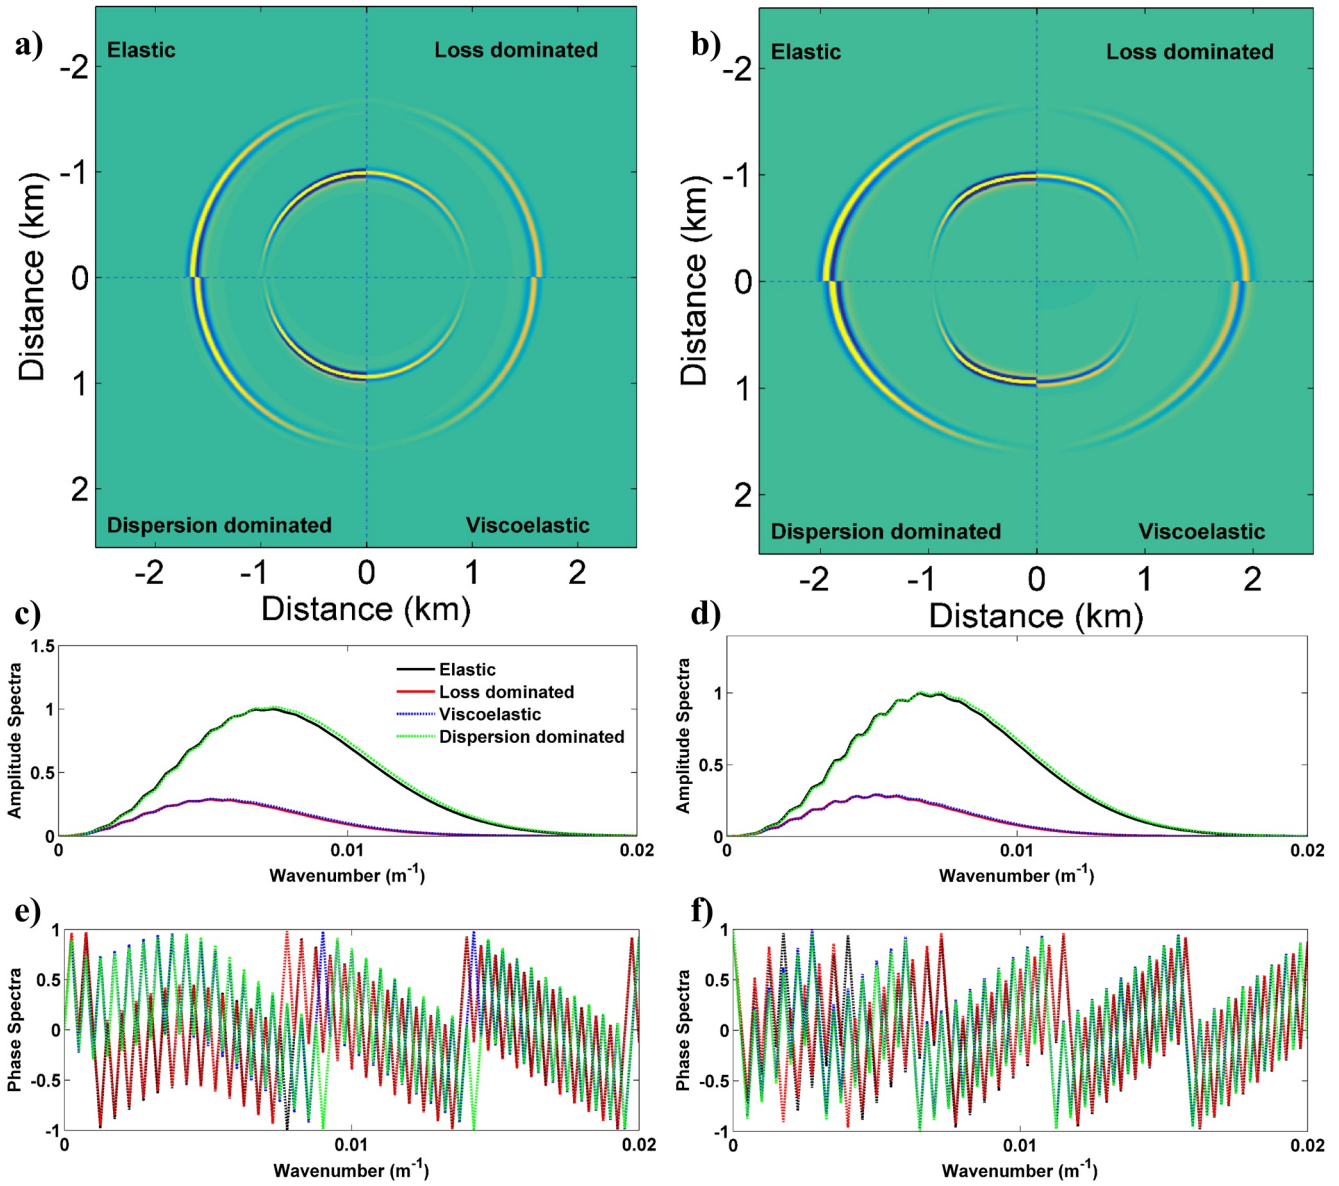 a)
Elastic
Loss dominated
-2
-1
0
1
2
Distance (km)
Dispersion dominated
Viscoelastic
-2
-1
0
1
2
Distance (km)
b)
Elastic
Loss dominated
-2
-1
0
1
2
Distance (km)
Dispersion dominated
Viscoelastic
-2
-1
0
1
2
Distance (km)
c)
1.5
1
0.5
0
Amplitude Spectra
Elastic
Loss dominated
Viscoelastic
Dispersion dominated
0
0.01
0.02
Wavenumber (m⁻¹)
d)
1
0.5
0
Amplitude Spectra
0
0.01
0.02
Wavenumber (m⁻¹)
e)
1
0.5
0
-0.5
-1
Phase Spectra
0
0.01
0.02
Wavenumber (m⁻¹)
f)
1
0.5
0
-0.5
-1
Phase Spectra
0
0.01
0.02
Wavenumber (m⁻¹)